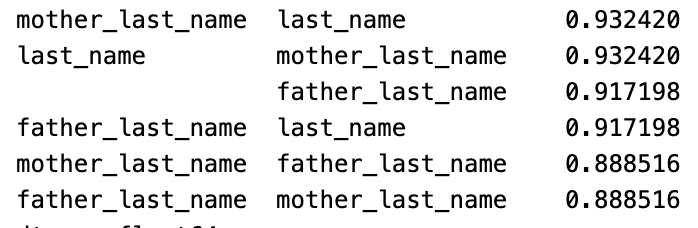 mother_last_name  last_name           0.932420
last_name         mother_last_name    0.932420
                  father_last_name    0.917198
father_last_name  last_name           0.917198
mother_last_name  father_last_name    0.888516
father_last_name  mother_last_name    0.888516